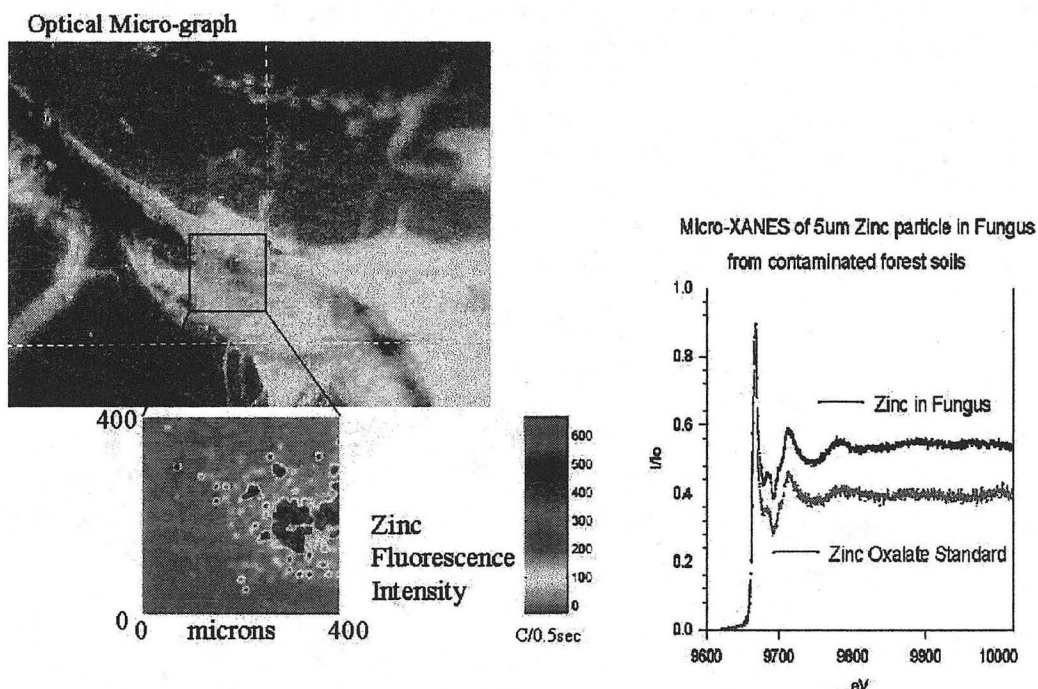 Optical Micro-graph
400
0
0
microns
400
Zinc
Fluorescence
Intensity
600
500
400
300
200
100
0
C/0.5sec
Micro-XANES of 5um Zinc particle in Fungus
from contaminated forest soils
1.0
0.8
0.6
0.4
0.2
0.0
I/Io
Zinc in Fungus
Zinc Oxalate Standard
9600
9700
9800
9900
10000
eV